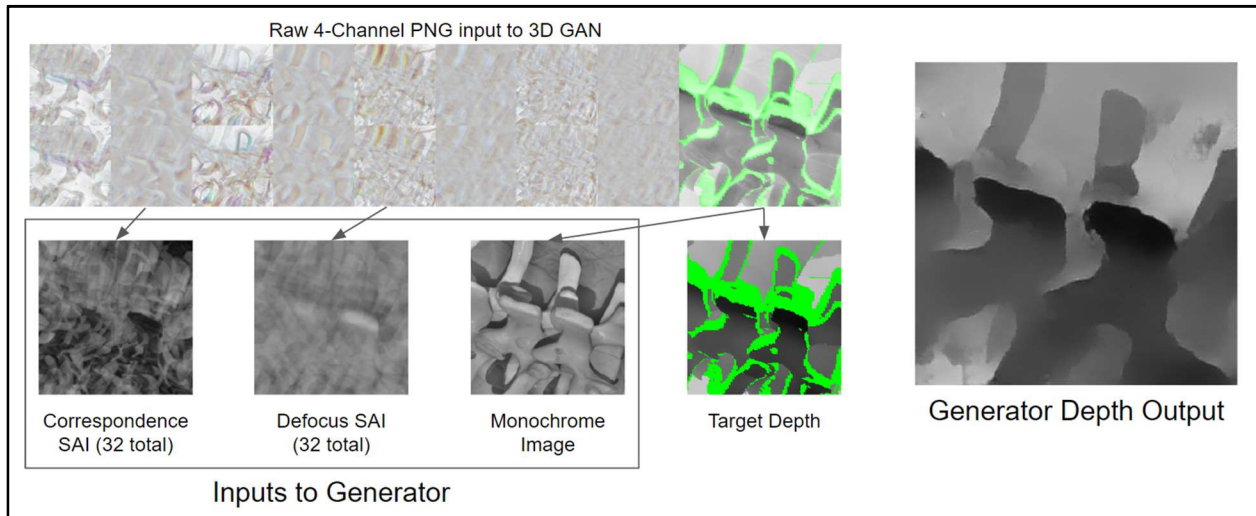 Raw 4-Channel PNG input to 3D GAN
Correspondence
SAI (32 total)
Defocus SAI
(32 total)
Monochrome
Image
Target Depth
Generator Depth Output
Inputs to Generator